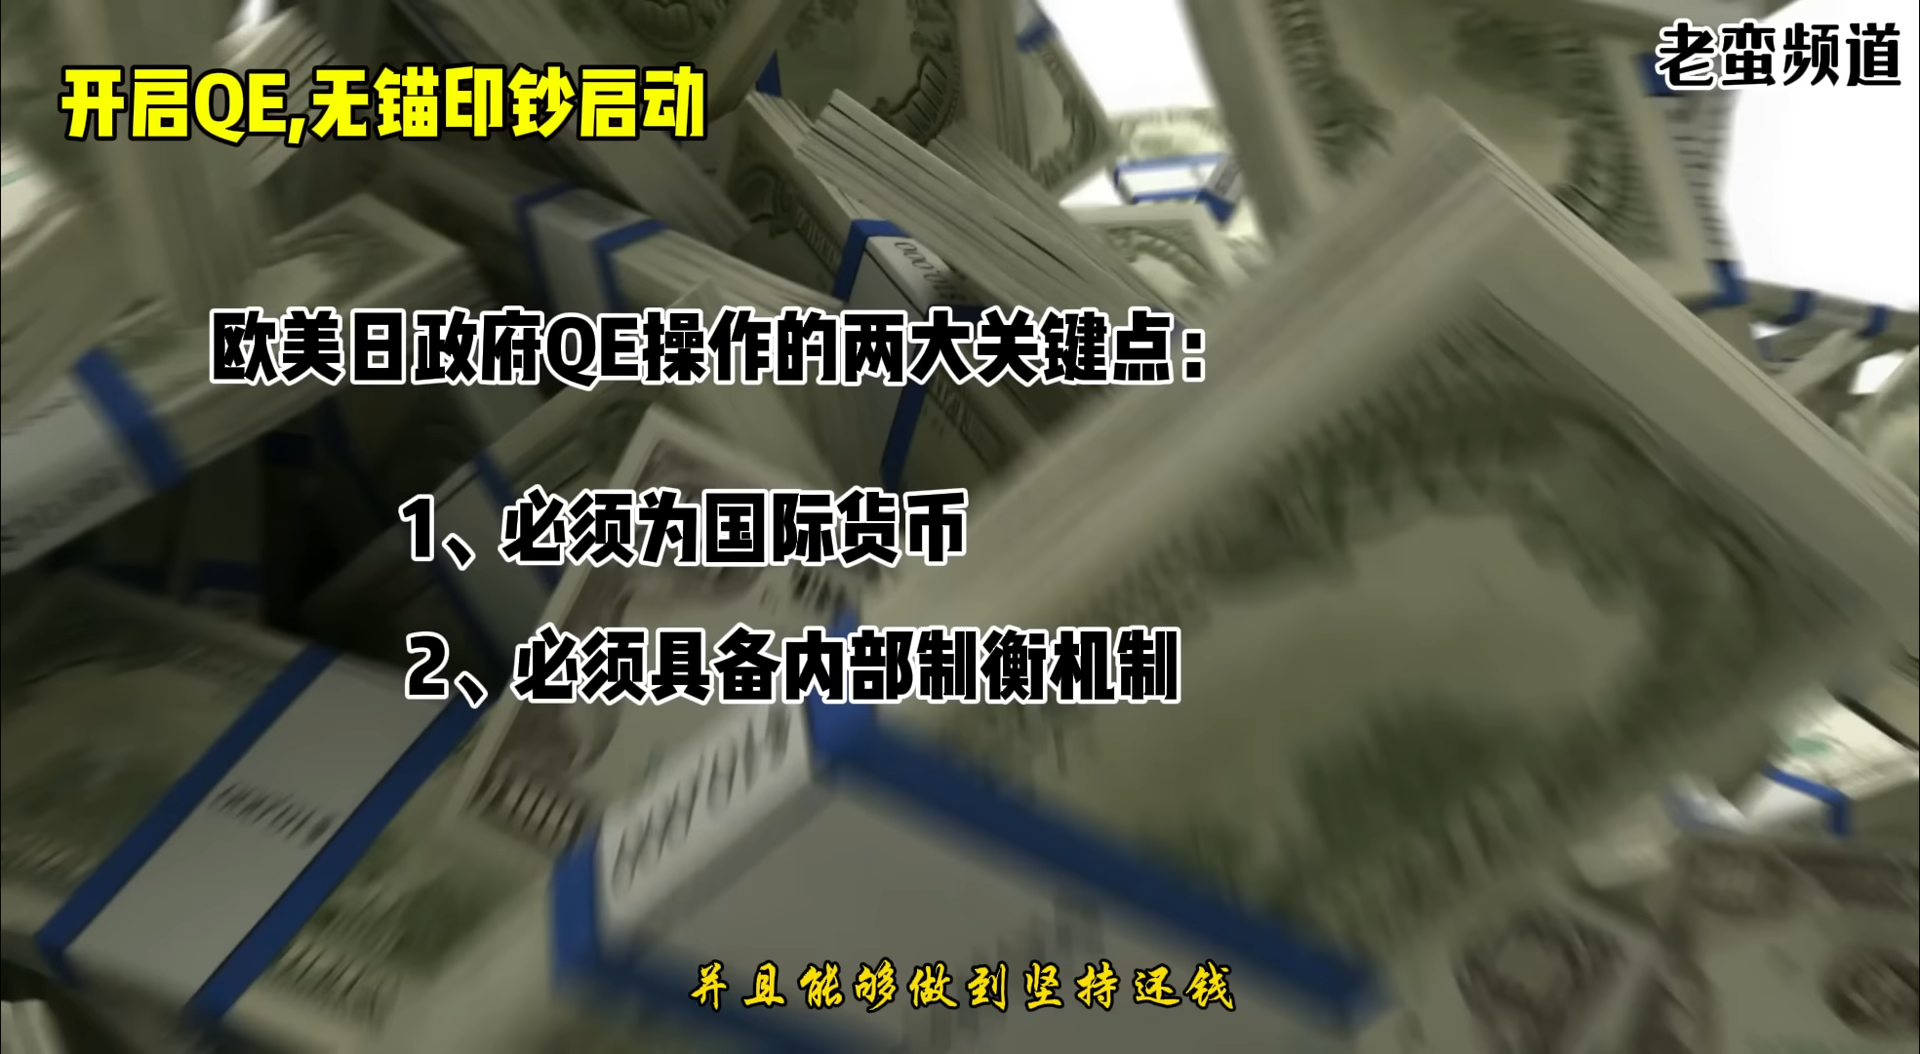 老蛮频道
开启QE,无锚印钞启动
欧美日政府QE操作的两大关键点：
1、必须为国际货币
2、必须具备内部制衡机制
并且能够做到坚持还钱